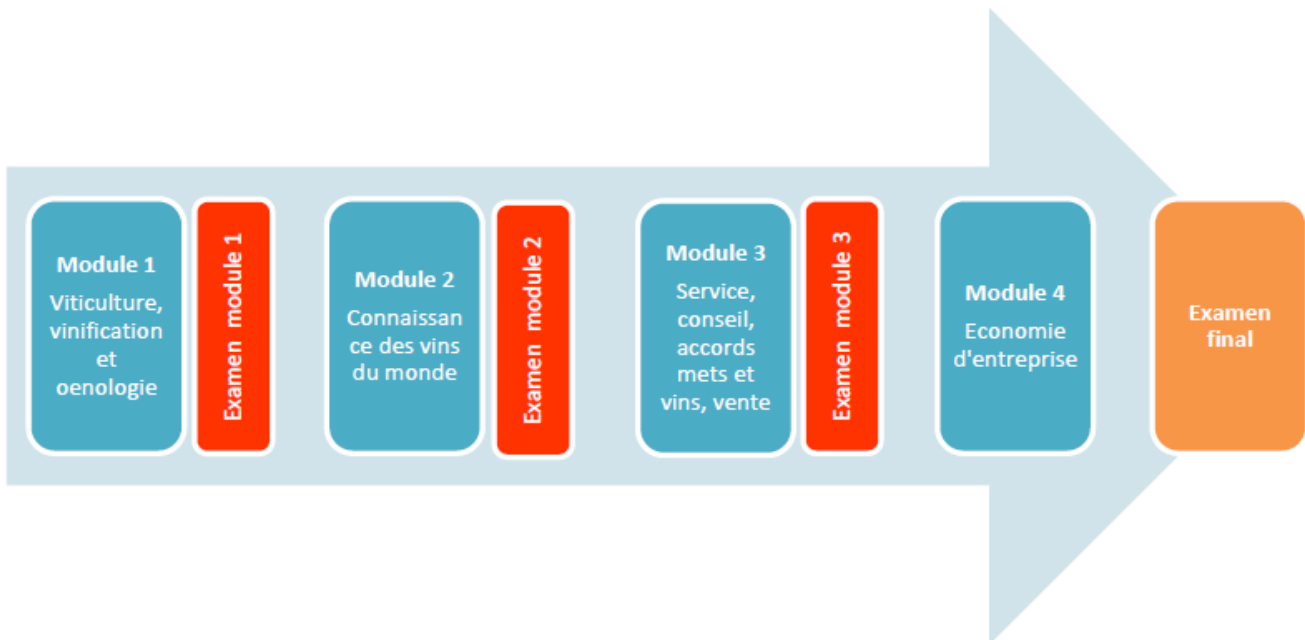 Module 1
Viticulture,
vinification
et
oenologie
Examen module 1
Module 2
Connaissan
ce des vins
du monde
Examen module 2
Module 3
Service,
conseil,
accords
mets et
vins, vente
Examen module 3
Module 4
Economie
d'entreprise
Examen
final